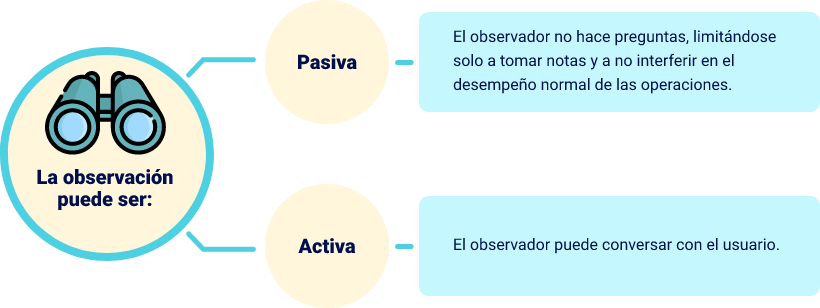 La observación
puede ser:
Pasiva
El observador no hace preguntas, limitándose
solo a tomar notas y a no interferir en el
desempeño normal de las operaciones.
Activa
El observador puede conversar con el usuario.